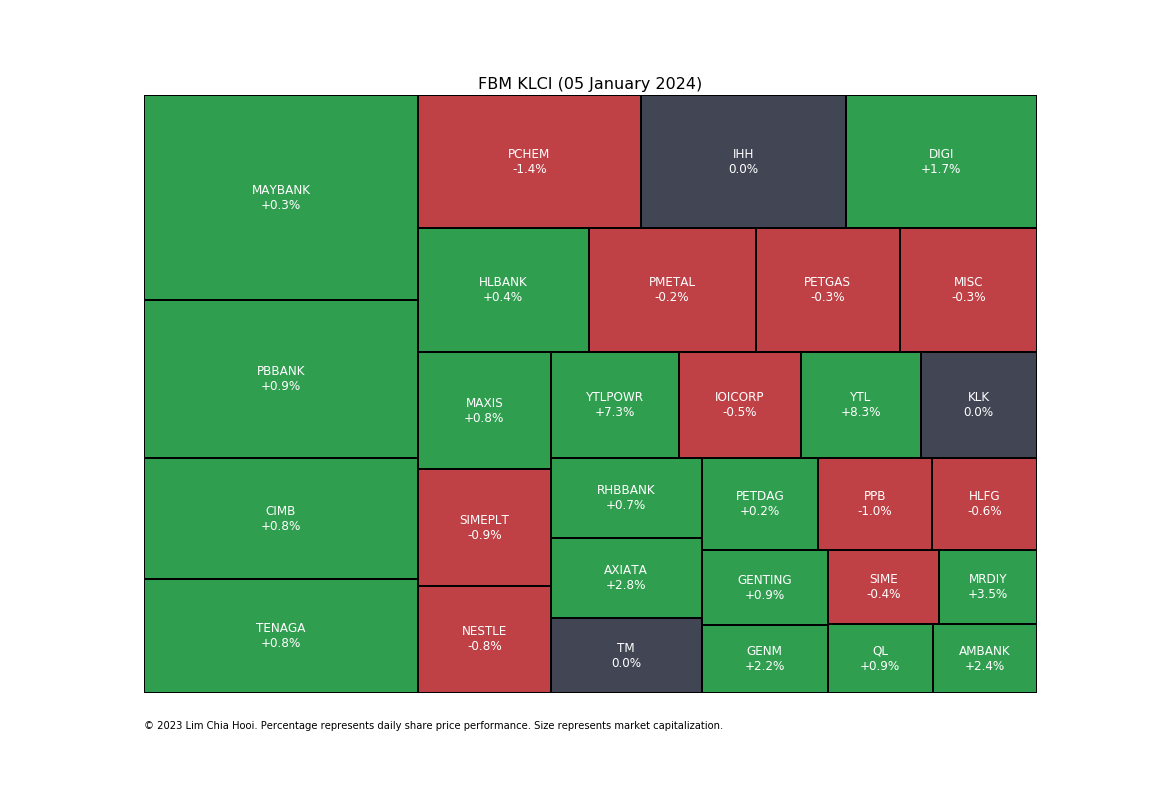 FBM KLCI (05 January 2024)
MAYBANK
+0.3%
PCHEM
-1.4%
IHH
0.0%
DIGI
+1.7%
HLBANK
+0.4%
PMETAL
-0.2%
PETGAS
-0.3%
MISC
-0.3%
PBBANK
+0.9%
MAXIS
+0.8%
YTLPOWR
+7.3%
IOICORP
-0.5%
YTL
+8.3%
KLK
0.0%
CIMB
+0.8%
SIMEPLT
-0.9%
RHBBANK
+0.7%
PETDAG
+0.2%
PPB
-1.0%
HLFG
-0.6%
AXIATA
+2.8%
GENTING
+0.9%
SIME
-0.4%
MRDIY
+3.5%
TENAGA
+0.8%
NESTLE
-0.8%
TM
0.0%
GENM
+2.2%
QL
+0.9%
AMBANK
+2.4%
© 2023 Lim Chia Hooi. Percentage represents daily share price performance. Size represents market capitalization.